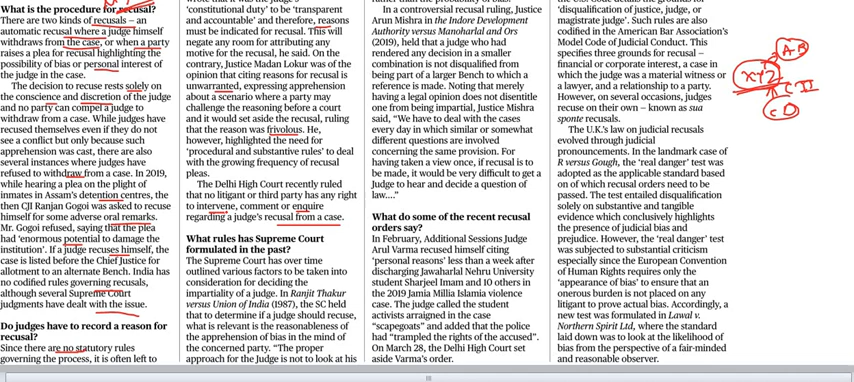 What is the procedure for recusal?
There are two kinds of recusals — an
automatic recusal where a judge himself
withdraws from the case, or when a party
raises a plea for recusal highlighting the
possibility of bias or personal interest of
the judge in the case.
The decision to recuse rests solely on
the conscience and discretion of the judge
and no party can compel a judge to
withdraw from a case. While judges have
recused themselves even if they do not
see a conflict but only because such
apprehension was cast, there are also
several instances where judges have
refused to withdraw from a case. In 2019,
while hearing a plea on the plight of
inmates in Assam's detention centres, the
then CJI Ranjan Gogoi was asked to recuse
himself for some adverse oral remarks.
Mr. Gogoi refused, saying that the plea
had 'enormous potential to damage the
institution'. If a judge recuses himself, the
case is listed before the Chief Justice for
allotment to an alternate Bench. India has
no codified rules governing recusals,
although several Supreme Court
judgments have dealt with the issue.
Do judges have to record a reason for
recusal?
Since there are no statutory rules
governing the process, it is often left to
'constitutional duty' to be 'transparent
and accountable' and therefore, reasons
must be indicated for recusal. This will
negate any room for attributing any
motive for the recusal, he said. On the
contrary, Justice Madan Lokur was of the
opinion that citing reasons for recusal is
unwarranted, expressing apprehension
about a scenario where a party may
challenge the reasoning before a court
and it would set aside the recusal, ruling
that the reason was frivolous. He,
however, highlighted the need for
'procedural and substantive rules' to deal
with the growing frequency of recusal
pleas.
The Delhi High Court recently ruled
that no litigant or third party has any right
to intervene, comment or enquire
regarding a judge's recusal from a case.
What rules has Supreme Court
formulated in the past?
The Supreme Court has over time
outlined various factors to be taken into
consideration for deciding the
impartiality of a judge. In Ranjit Thakur
versus Union of India (1987), the SC held
that to determine if a judge should recuse,
what is relevant is the reasonableness of
the apprehension of bias in the mind of
the concerned party. "The proper
approach for the Judge is not to look at his
In a controversial recusal ruling, Justice
Arun Mishra in the Indore Development
Authority versus Manoharlal and Ors
(2019), held that a judge who had
rendered any decision in a smaller
combination is not disqualified from
being part of a larger Bench to which a
reference is made. Noting that merely
having a legal opinion does not disentitle
one from being impartial, Justice Mishra
said, "We have to deal with the cases
every day in which similar or somewhat
different questions are involved
concerning the same provision. For
having taken a view once, if recusal is to
be made, it would be very difficult to get a
Judge to hear and decide a question of
law...."
What do some of the recent recusal
orders say?
In February, Additional Sessions Judge
Arul Varma recused himself citing
'personal reasons' less than a week after
discharging Jawaharlal Nehru University
student Sharjeel Imam and 10 others in
the 2019 Jamia Millia Islamia violence
case. The judge called the student
activists arraigned in the case
"scapegoats" and added that the police
had "trampled the rights of the accused".
On March 28, the Delhi High Court set
aside Varma's order.
'disqualification of justice, judge, or
magistrate judge'. Such rules are also
codified in the American Bar Association's
Model Code of Judicial Conduct. This
specifies three grounds for recusal —
financial or corporate interest, a case in
which the judge was a material witness or
a lawyer, and a relationship to a party.
However, on several occasions, judges
recuse on their own — known as sua
sponte recusals.
The U.K.'s law on judicial recusals
evolved through judicial
pronouncements. In the landmark case of
R versus Gough, the 'real danger' test was
adopted as the applicable standard based
on of which recusal orders need to be
passed. The test entailed disqualification
solely on substantive and tangible
evidence which conclusively highlights
the presence of judicial bias and
prejudice. However, the 'real danger' test
was subjected to substantial criticism
especially since the European Convention
of Human Rights requires only the
'appearance of bias' to ensure that an
onerous burden is not placed on any
litigant to prove actual bias. Accordingly, a
new test was formulated in Lawal v.
Northern Spirit Ltd, where the standard
laid down was to look at the likelihood of
bias from the perspective of a fair-minded
and reasonable observer.